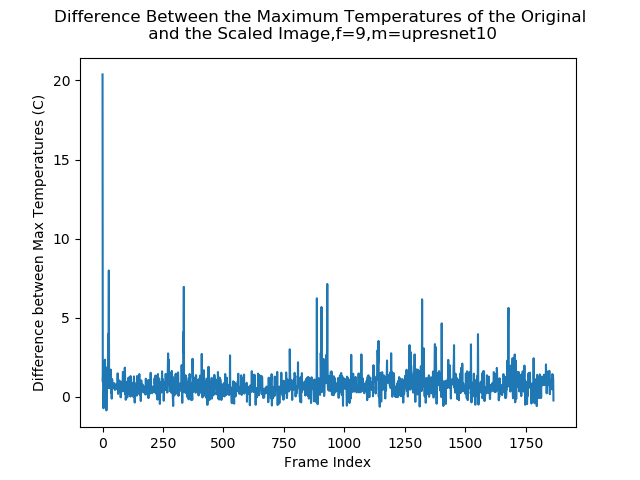 Difference Between the Maximum Temperatures of the Original
and the Scaled Image,f=9,m=upresnet10
Difference between Max Temperatures (C)
20
15
10
5
0
0 250 500 750 1000 1250 1500 1750
Frame Index